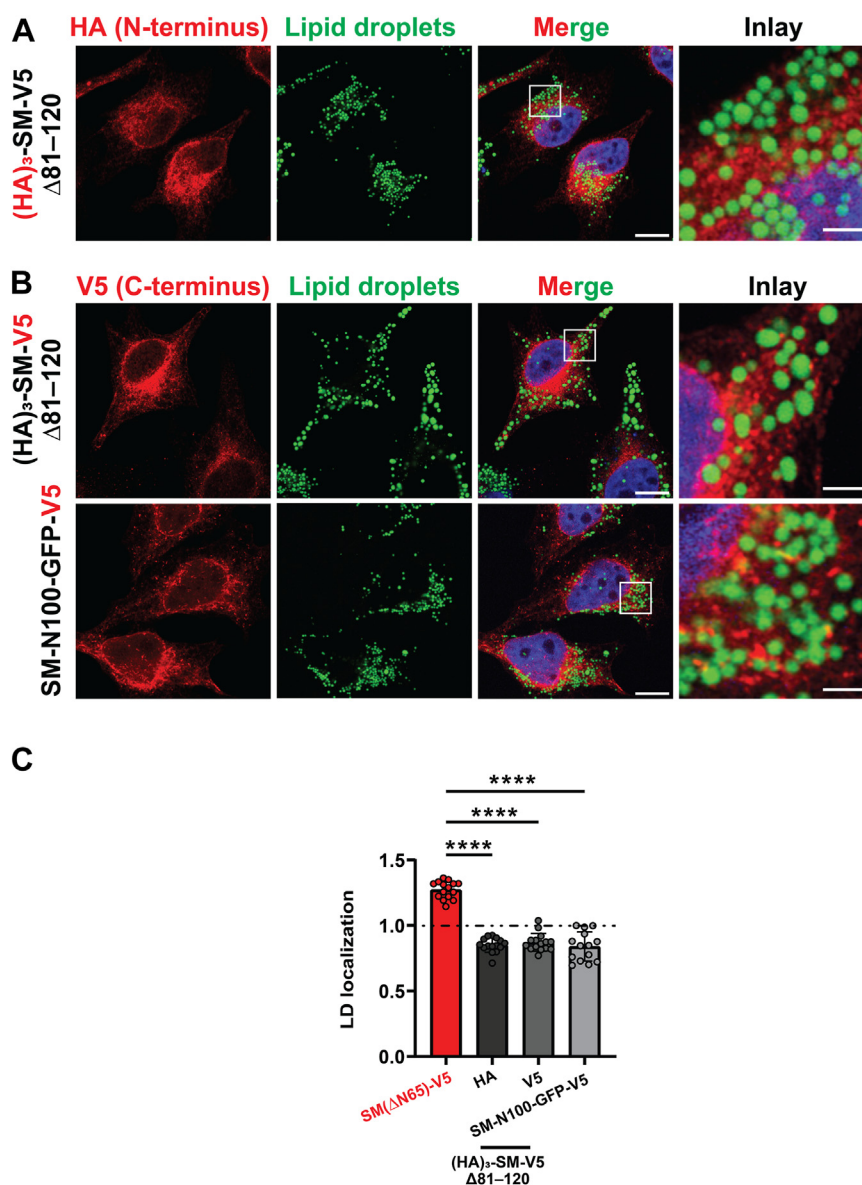 A
HA (N-terminus)
Lipid droplets
Merge
Inlay
(HA)₃-SM-V5
Δ81–120
B
V5 (C-terminus)
Lipid droplets
Merge
Inlay
(HA)₃-SM-V5
Δ81–120
SM-N100-GFP-V5
C
****
****
****
1.5
1.0
0.5
0.0
LD localization
SM(ΔN65)-V5
HA
V5
SM-N100-GFP-V5
(HA)₃-SM-V5
Δ81–120